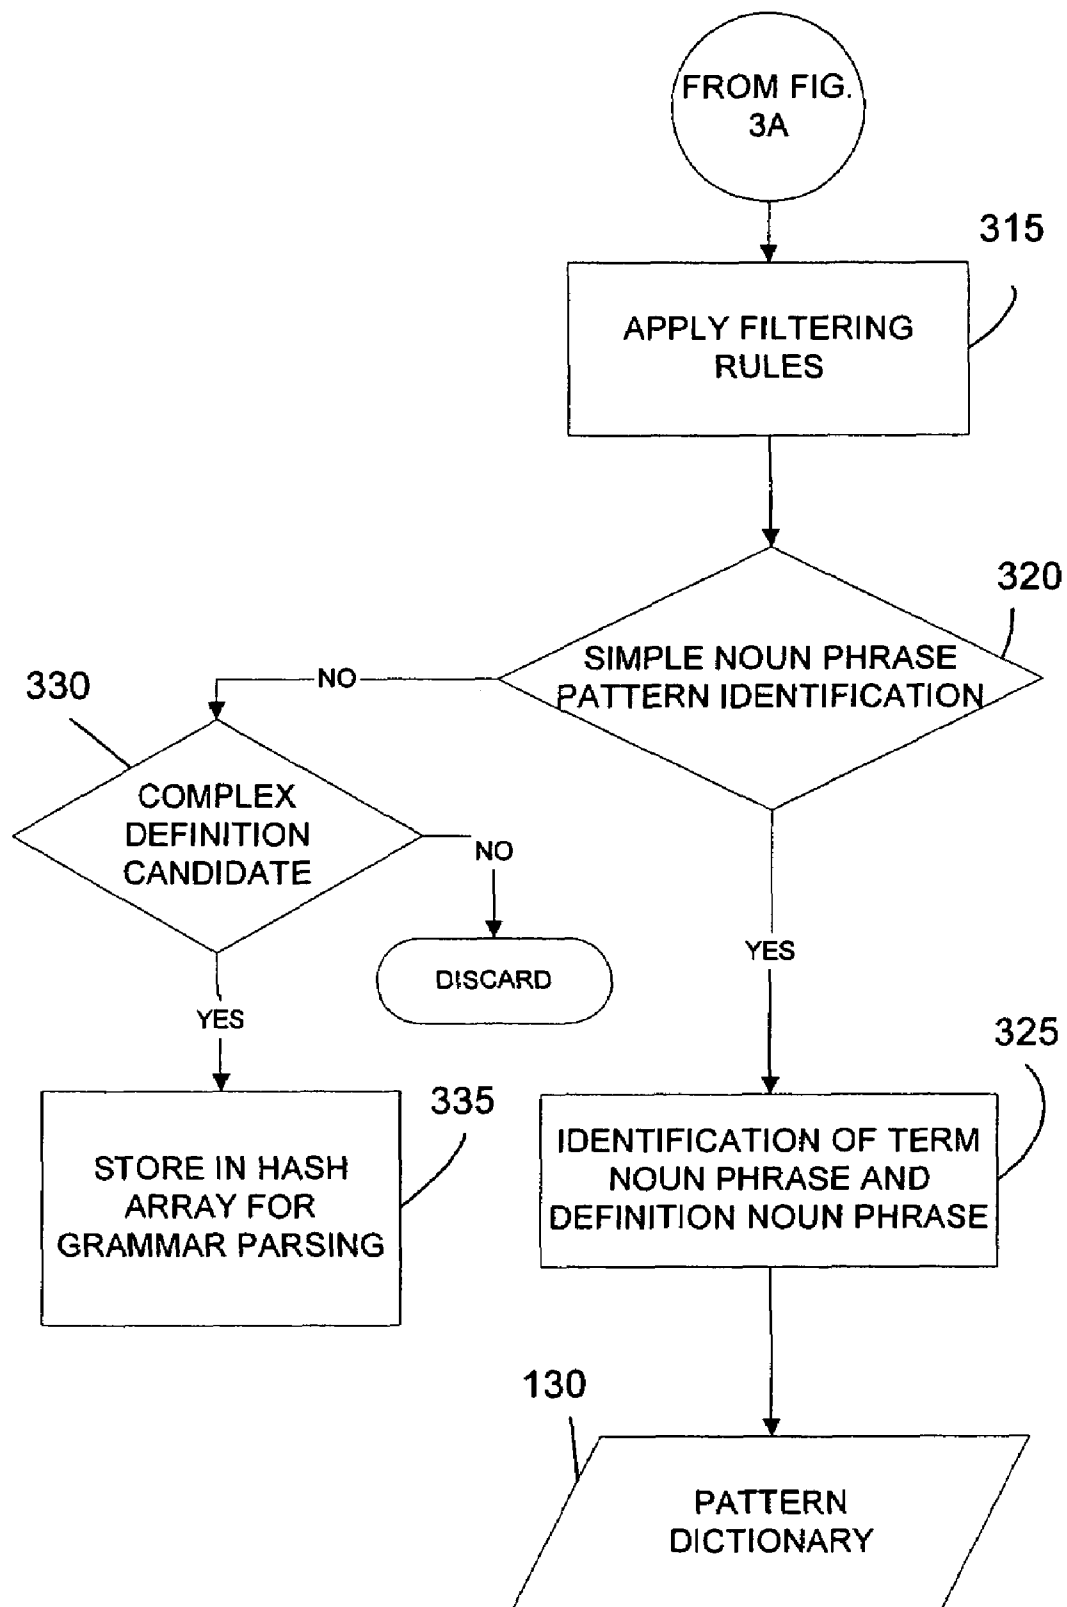 FROM FIG.
3A
315
APPLY FILTERING
RULES
320
SIMPLE NOUN PHRASE
PATTERN IDENTIFICATION
NO
330
COMPLEX
DEFINITION
CANDIDATE
NO
DISCARD
YES
YES
325
335
STORE IN HASH
ARRAY FOR
GRAMMAR PARSING
IDENTIFICATION OF TERM
NOUN PHRASE AND
DEFINITION NOUN PHRASE
130
PATTERN
DICTIONARY